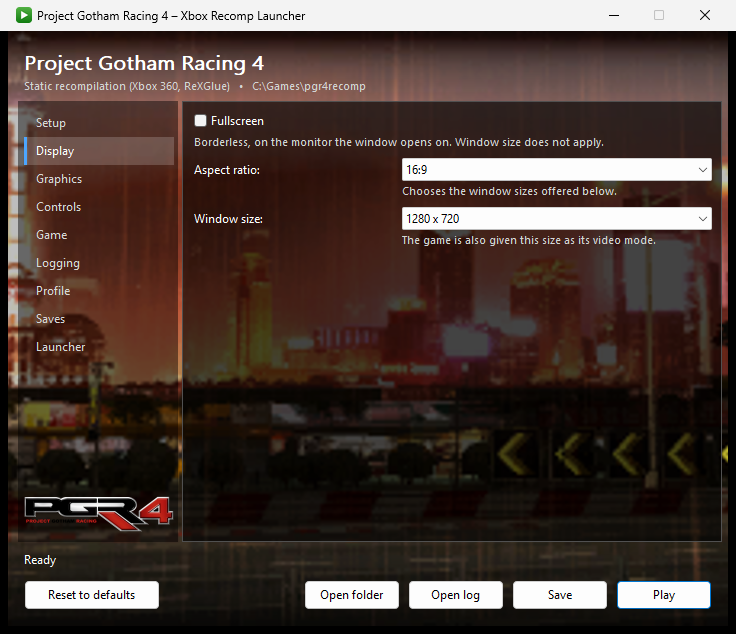 Project Gotham Racing 4 – Xbox Recomp Launcher
Project Gotham Racing 4
Static recompilation (Xbox 360, ReXGlue) • C:\Games\pgr4recomp
Setup
Display
Graphics
Controls
Game
Logging
Profile
Saves
Launcher
Fullscreen
Borderless, on the monitor the window opens on. Window size does not apply.
Aspect ratio: 16:9
Chooses the window sizes offered below.
Window size: 1280 x 720
The game is also given this size as its video mode.
PGR4
PROJECT RACING
Ready
Reset to defaults Open folder Open log Save Play